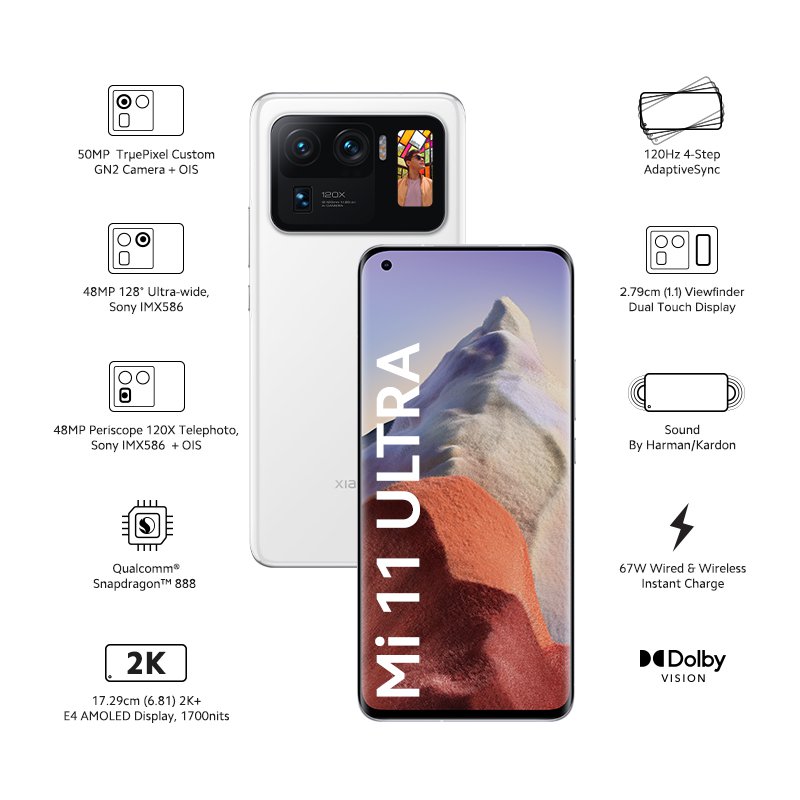 50MP TryePixel Custom
GN2 Camera + OIS
48MP 128° Ultra-wide,
Sony IMX586
48MP Periscope 120X Telephoto,
Sony IMX586 + OIS
Qualcomm®
Snapdragon™ 888
2K
17.29cm (6.81) 2K+
E4 AMOLED Display, 1700nits
120X
XIA
Mi 11 ULTRA
120Hz 4-Step
AdaptiveSync
2.79cm (1.1) Viewfinder
Dual Touch Display
Sound
By Harman/Kardon
67W Wired & Wireless
Instant Charge
Dolby
VISION